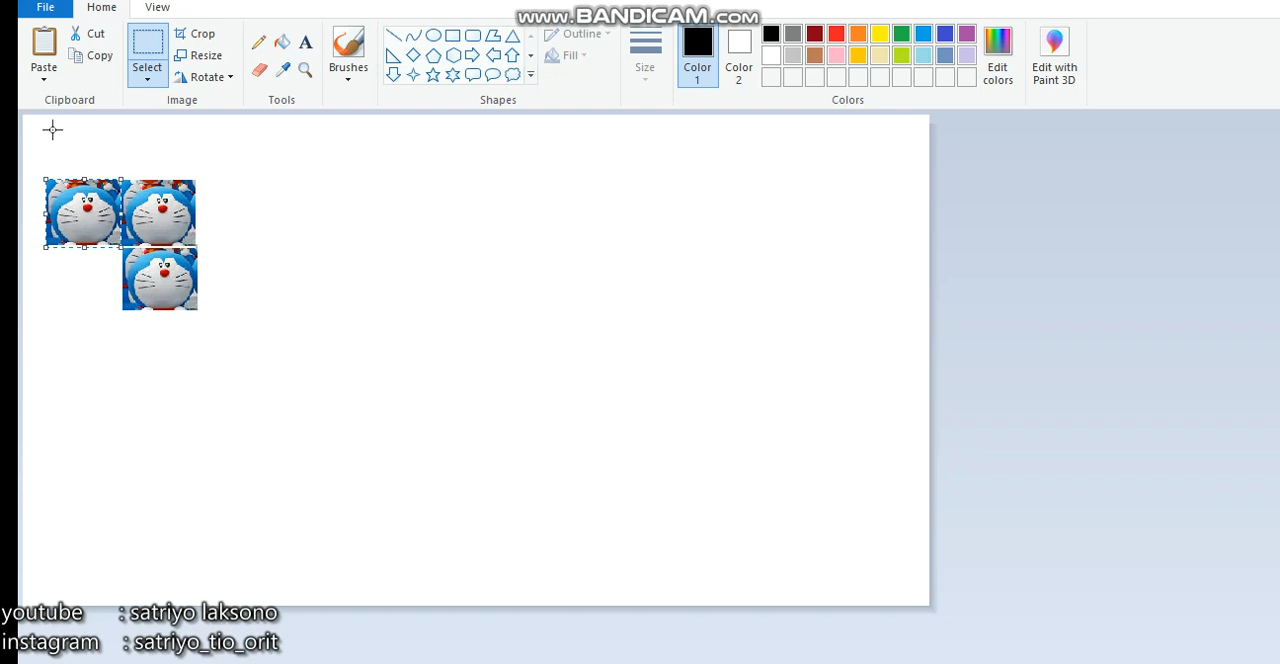 www.BANDICAM.com
File Home View
Paste Cut Copy
Clipboard
Select Crop Resize Rotate
Image
Tools
Brushes
Outline Fill
Shapes
Size
Color 1 Color 2
Edit colors
Colors
Edit with Paint 3D
youtube : satriyo laksono
instagram : satriyo_tio_orit